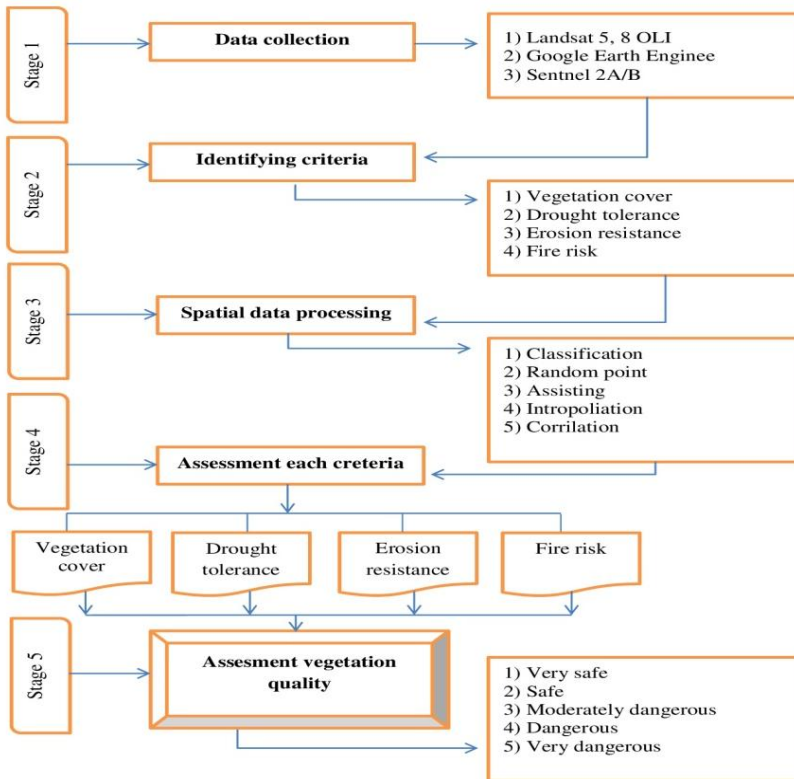 Stage 1
Data collection
1) Landsat 5, 8 OLI
2) Google Earth Enginee
3) Sentnel 2A/B
Stage 2
Identifying criteria
1) Vegetation cover
2) Drought tolerance
3) Erosion resistance
4) Fire risk
Stage 3
Spatial data processing
1) Classification
2) Random point
3) Assisting
4) Intropoliation
5) Corrilation
Stage 4
Assessment each creteria
Vegetation
cover
Drought
tolerance
Erosion
resistance
Fire risk
Stage 5
Assesment vegetation
quality
1) Very safe
2) Safe
3) Moderately dangerous
4) Dangerous
5) Very dangerous